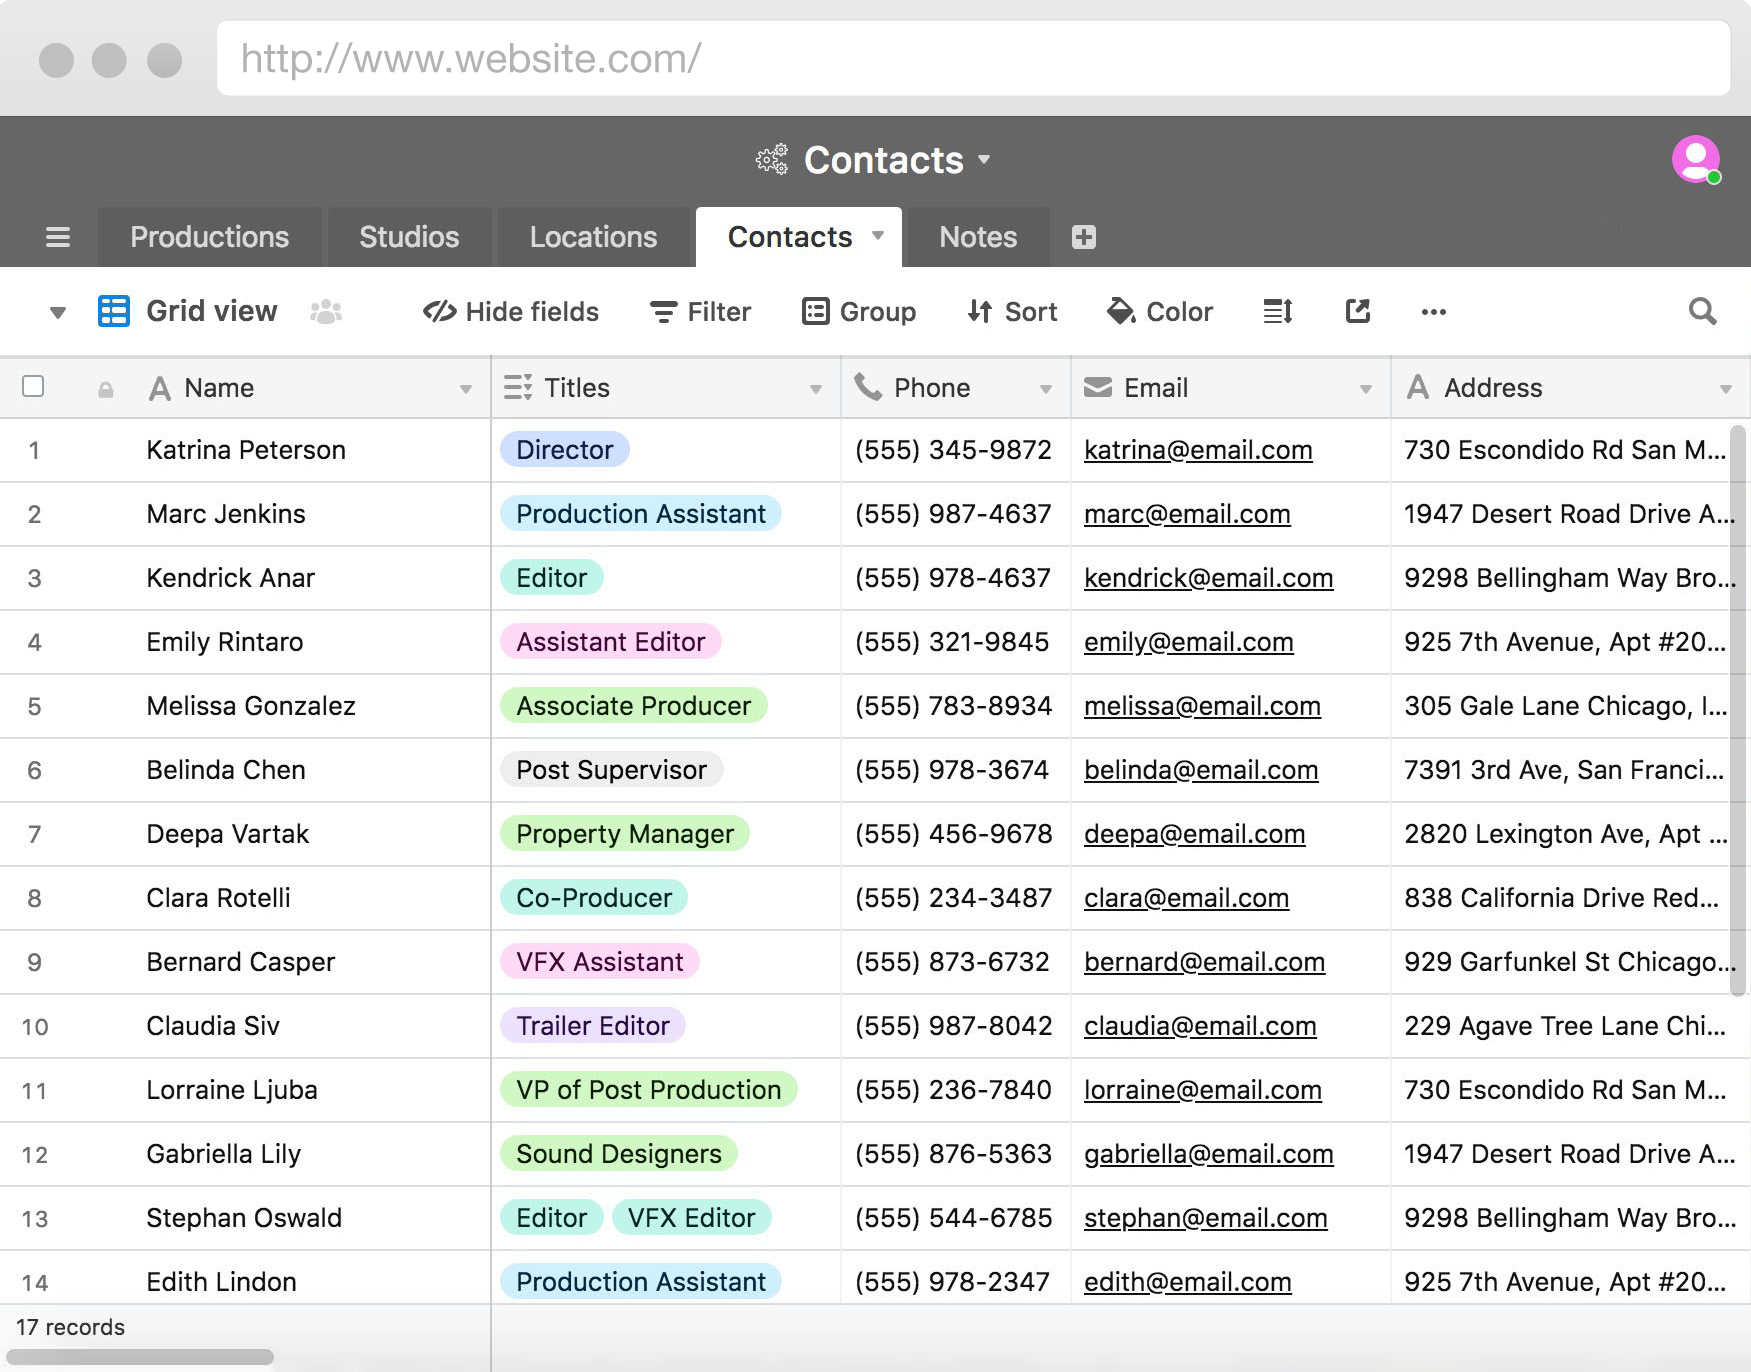 http://www.website.com/
Contacts
Productions Studios Locations Contacts Notes
Grid view Hide fields Filter Group Sort Color
Name Titles Phone Email Address
1 Katrina Peterson Director (555) 345-9872 katrina@email.com 730 Escondido Rd San M...
2 Marc Jenkins Production Assistant (555) 987-4637 marc@email.com 1947 Desert Road Drive A...
3 Kendrick Anar Editor (555) 978-4637 kendrick@email.com 9298 Bellingham Way Bro...
4 Emily Rintaro Assistant Editor (555) 321-9845 emily@email.com 925 7th Avenue, Apt #20...
5 Melissa Gonzalez Associate Producer (555) 783-8934 melissa@email.com 305 Gale Lane Chicago, I...
6 Belinda Chen Post Supervisor (555) 978-3674 belinda@email.com 7391 3rd Ave, San Franci...
7 Deepa Vartak Property Manager (555) 456-9678 deepa@email.com 2820 Lexington Ave, Apt ...
8 Clara Rotelli Co-Producer (555) 234-3487 clara@email.com 838 California Drive Red...
9 Bernard Casper VFX Assistant (555) 873-6732 bernard@email.com 929 Garfunkel St Chicago...
10 Claudia Siv Trailer Editor (555) 987-8042 claudia@email.com 229 Agave Tree Lane Chi...
11 Lorraine Ljuba VP of Post Production (555) 236-7840 lorraine@email.com 730 Escondido Rd San M...
12 Gabriella Lily Sound Designers (555) 876-5363 gabriella@email.com 1947 Desert Road Drive A...
13 Stephan Oswald Editor VFX Editor (555) 544-6785 stephan@email.com 9298 Bellingham Way Bro...
14 Edith Lindon Production Assistant (555) 978-2347 edith@email.com 925 7th Avenue, Apt #20...
17 records